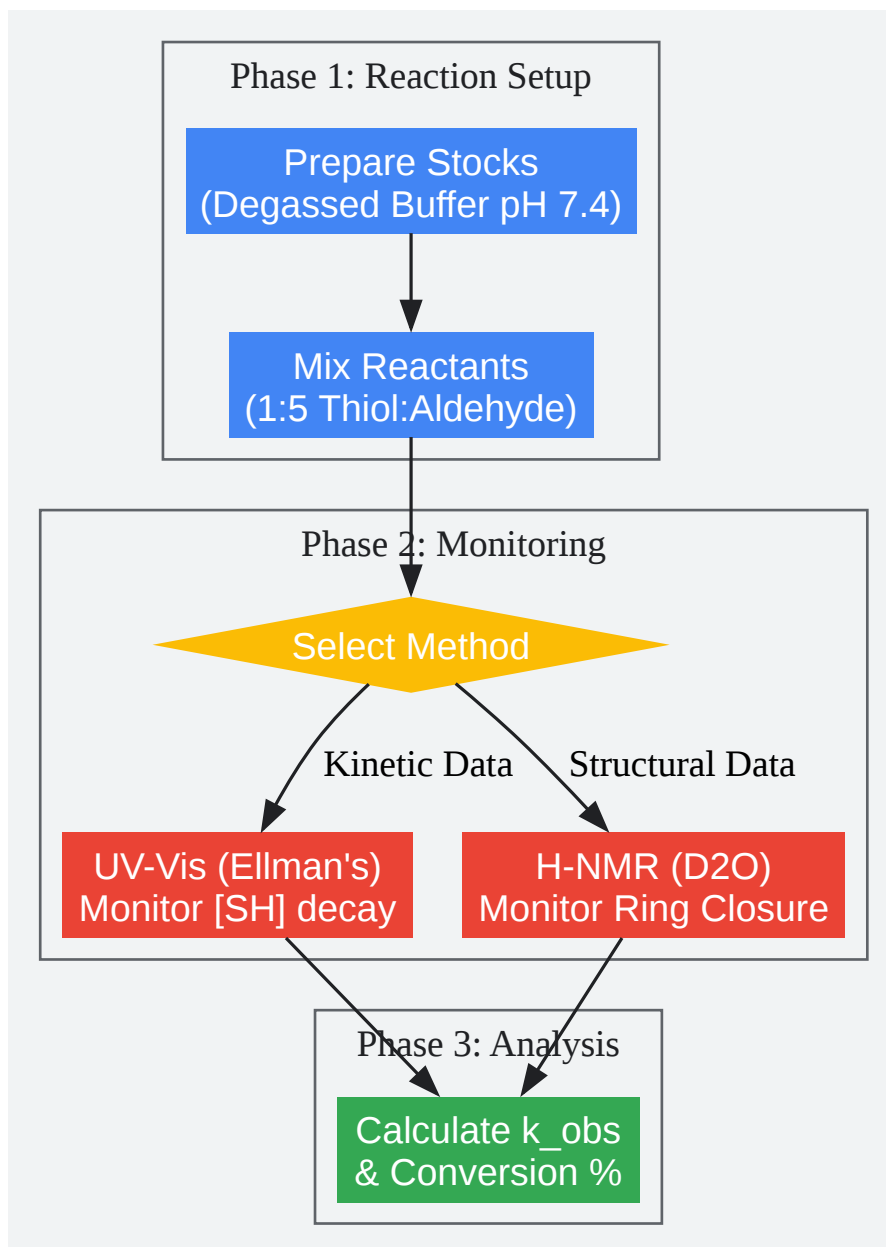 Phase 1: Reaction Setup
Prepare Stocks
(Degassed Buffer pH 7.4)
Mix Reactants
(1:5 Thiol:Aldehyde)
Phase 2: Monitoring
Select Method
Kinetic Data
Structural Data
UV-Vis (Ellman's)
Monitor [SH] decay
H-NMR (D2O)
Monitor Ring Closure
Phase 3: Analysis
Calculate k_obs
& Conversion %